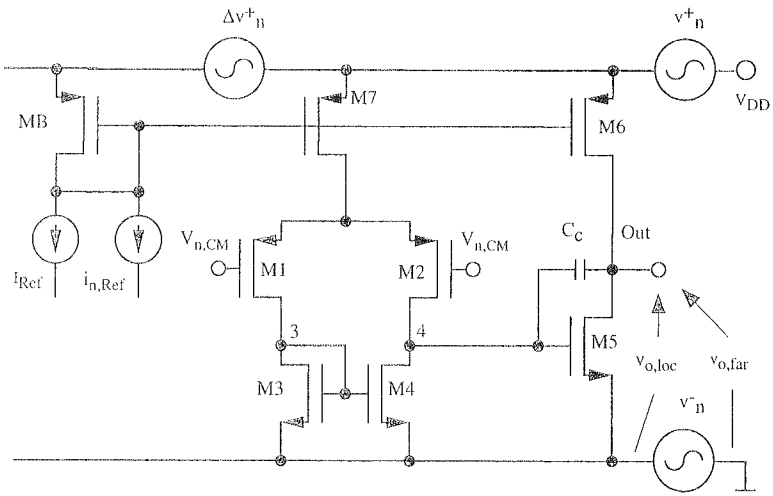 Δv⁺n
v⁺n
M7
MB
M6
VDD
Vn,CM
Vn,CM
Cc
Out
M1
M2
IRef
in,Ref
3
4
M5
M3
M4
vo,loc
vo,far
v⁻n